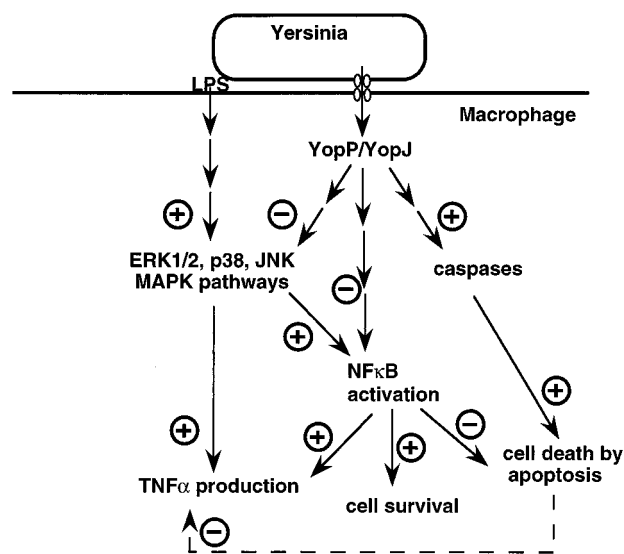 Yersinia
LPS
Macrophage
YopP/YopJ
+
−
+
ERK1/2, p38, JNK
MAPK pathways
caspases
−
+
NFκB
activation
+
+
+
+
−
cell death by
apoptosis
TNFα production
cell survival
−